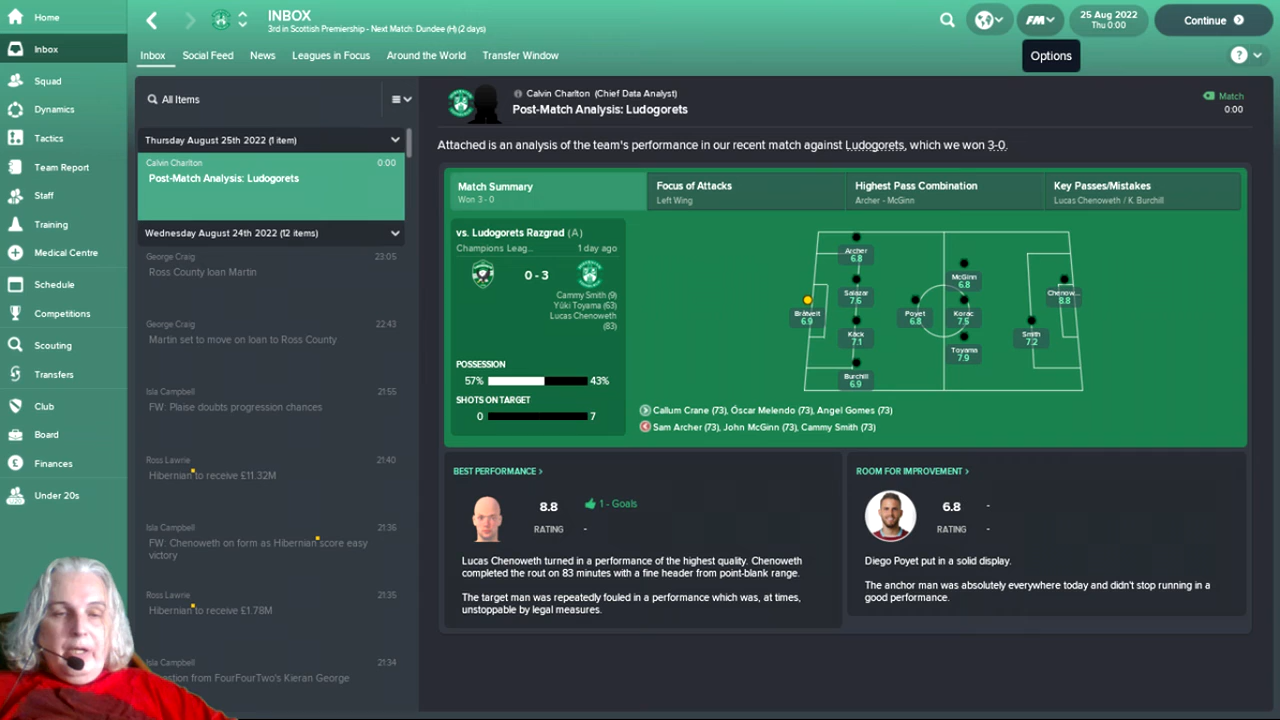 Home
Inbox
Squad
Dynamics
Tactics
Team Report
Staff
Training
Medical Centre
Schedule
Competitions
Scouting
Transfers
Club
Board
Finances
Under 20s
INBOX
3rd in Scottish Premiership - Next Match: Dundee (H) (2 days)
FM
25 Aug 2022
Thu 0:00
Continue
Options
Inbox
Social Feed
News
Leagues in Focus
Around the World
Transfer Window
?
All Items
Thursday August 25th 2022 (1 item)
Calvin Charlton 0:00
Post-Match Analysis: Ludogorets
Wednesday August 24th 2022 (12 items)
George Craig 23:05
Ross County loan Martin
George Craig 22:43
Martin set to move on loan to Ross County
Isla Campbell 21:55
FW: Plaise doubts progression chances
Ross Lawrie 21:40
Hibernian to receive £11.32M
Isla Campbell 21:36
FW: Chenoweth on form as Hibernian score easy
victory
Ross Lawrie 21:35
Hibernian to receive £1.78M
Isla Campbell 21:34
estion from FourFourTwo's Kieran George
Calvin Charlton (Chief Data Analyst)
Post-Match Analysis: Ludogorets
Match
0:00
Attached is an analysis of the team's performance in our recent match against Ludogorets, which we won 3-0.
Match Summary
Won 3 - 0
Focus of Attacks
Left Wing
Highest Pass Combination
Archer - McGinn
Key Passes/Mistakes
Lucas Chenoweth / K. Burchill
vs. Ludogorets Razgrad (A)
Champions Leag... 1 day ago
0 - 3
Cammy Smith (9)
Yūki Toyama (63)
Lucas Chenoweth
(83)
POSSESSION
57% 43%
SHOTS ON TARGET
0 7
Archer
6.8
McGinn
6.8
Salazar
7.6
Chenow...
8.8
Bråtveit
6.9
Poyet
6.8
Korac
7.5
Käck
7.1
Smith
7.2
Toyama
7.9
Burchill
6.9
Callum Crane (73), Óscar Melendo (73), Angel Gomes (73)
Sam Archer (73), John McGinn (73), Cammy Smith (73)
BEST PERFORMANCE >
8.8
RATING
1 - Goals
-
Lucas Chenoweth turned in a performance of the highest quality. Chenoweth
completed the rout on 83 minutes with a fine header from point-blank range.
The target man was repeatedly fouled in a performance which was, at times,
unstoppable by legal measures.
ROOM FOR IMPROVEMENT >
6.8
RATING
-
-
Diego Poyet put in a solid display.
The anchor man was absolutely everywhere today and didn't stop running in a
good performance.